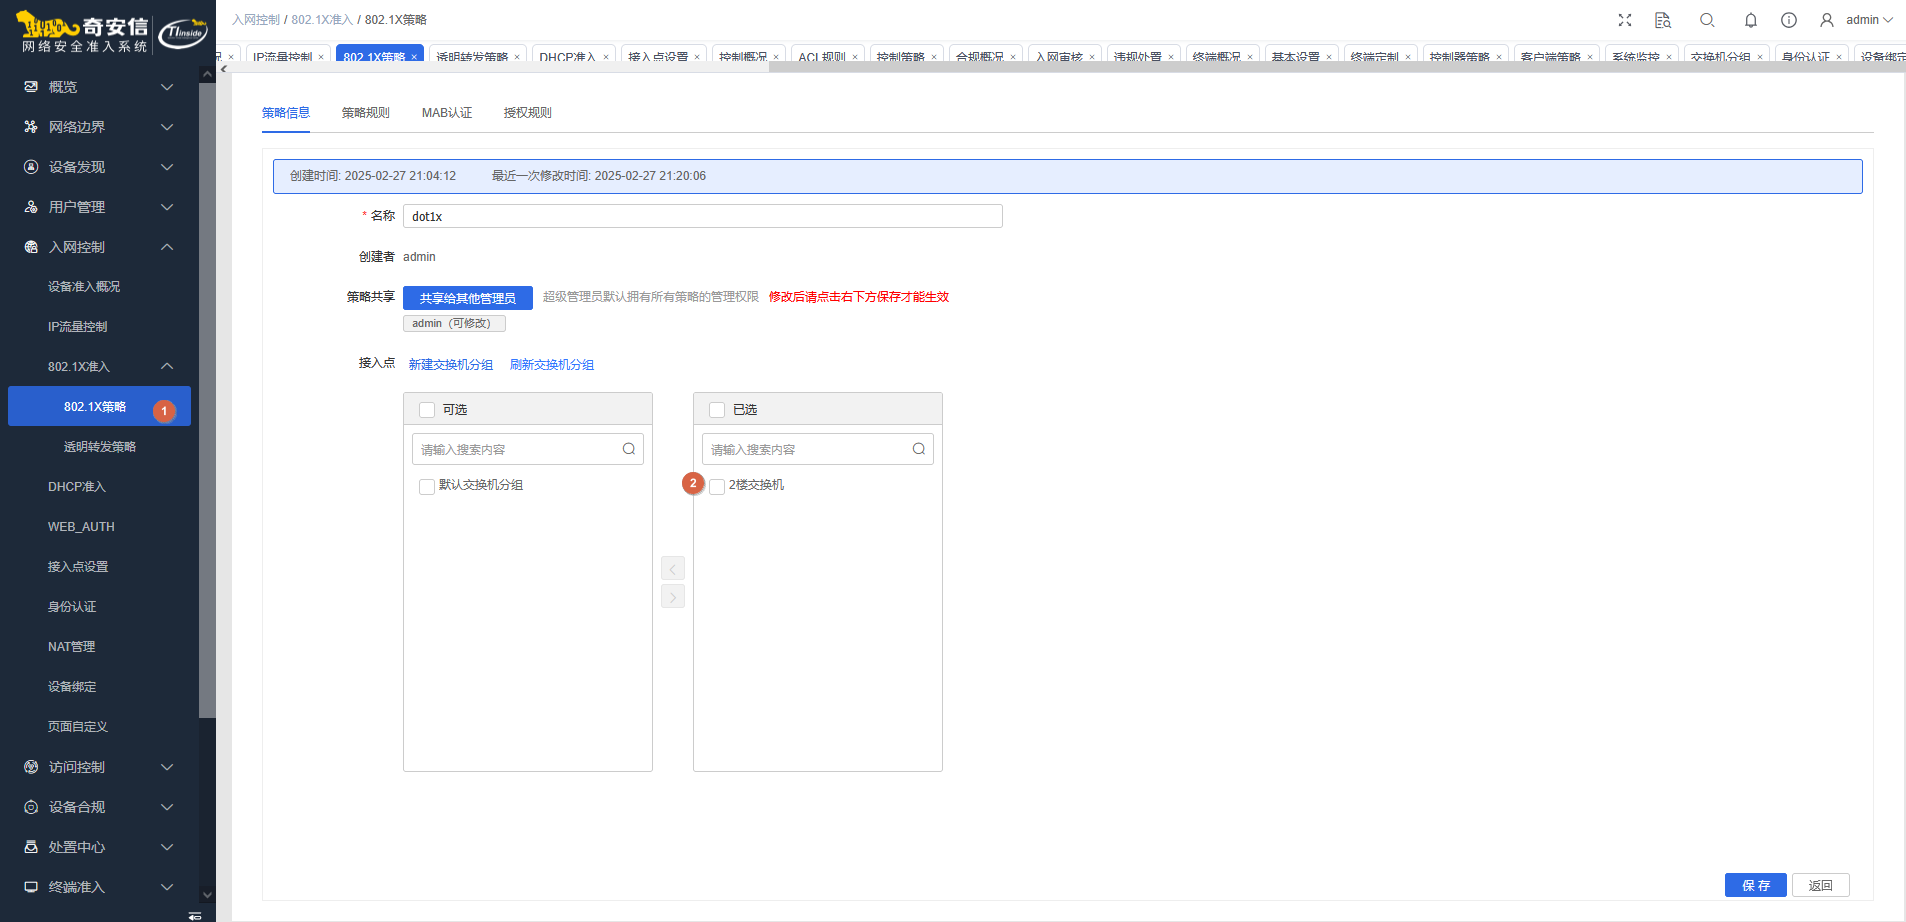 奇安信
网络安全准入系统
TInside
入网控制 / 802.1X准入 / 802.1X策略
admin
况 ×
IP流量控制 ×
802.1X策略 ×
透明转发策略 ×
DHCP准入 ×
接入点设置 ×
控制概况 ×
ACL规则 ×
控制策略 ×
合规概况 ×
入网审核 ×
违规处置 ×
终端概况 ×
基本设置 ×
终端定制 ×
控制器策略 ×
客户端策略 ×
系统监控 ×
交换机分组 ×
身份认证 ×
设备绑定
概览
网络边界
设备发现
用户管理
入网控制
设备准入概况
IP流量控制
802.1X准入
802.1X策略
1
透明转发策略
DHCP准入
WEB_AUTH
接入点设置
身份认证
NAT管理
设备绑定
页面自定义
访问控制
设备合规
处置中心
终端准入
策略信息
策略规则
MAB认证
授权规则
创建时间: 2025-02-27 21:04:12 最近一次修改时间: 2025-02-27 21:20:06
* 名称 dot1x
创建者 admin
策略共享 共享给其他管理员 超级管理员默认拥有所有策略的管理权限 修改后请点击右下方保存才能生效
admin（可修改）
接入点 新建交换机分组 刷新交换机分组
可选
请输入搜索内容
默认交换机分组
已选
请输入搜索内容
2
2楼交换机
保 存
返回